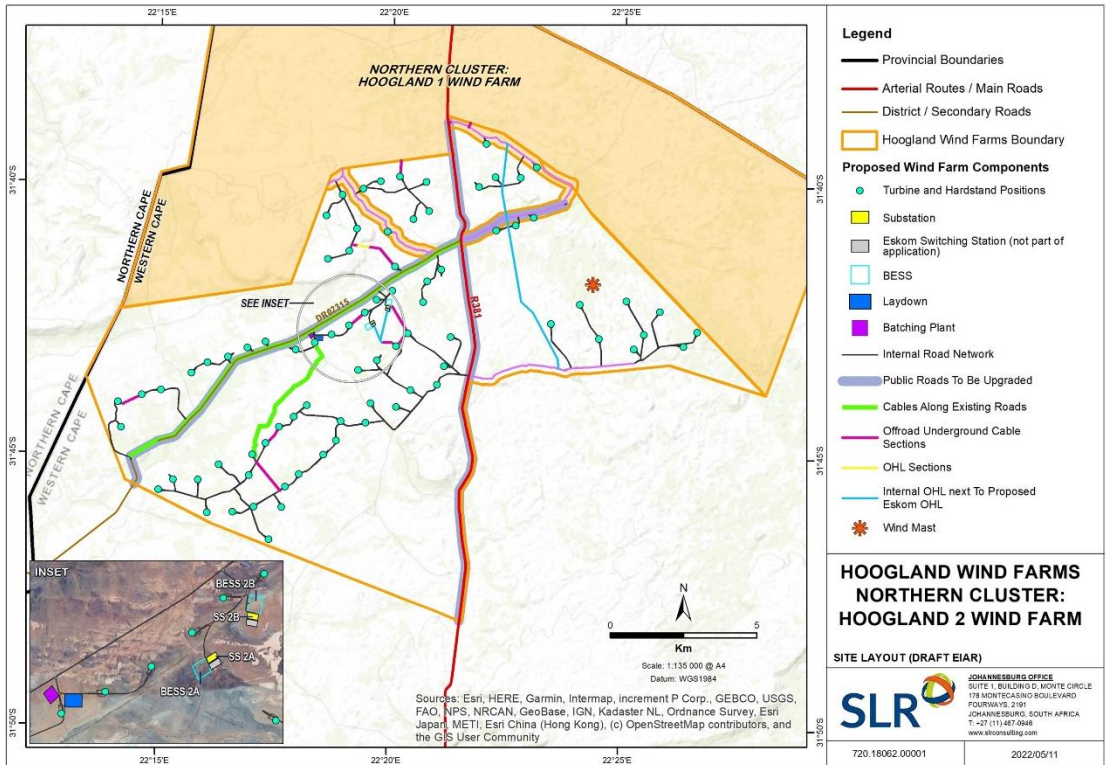 22°15'E
22°20'E
22°25'E
31°40'S
31°45'S
31°50'S
31°40'S
31°45'S
31°50'S
22°15'E
22°20'E
22°25'E
NORTHERN CLUSTER:
HOOGLAND 1 WIND FARM
NORTHERN CAPE
WESTERN CAPE
NORTHERN CAPE
WESTERN CAPE
SEE INSET
DR02315
R381
INSET
BESS 2B
SS 2B
SS 2A
BESS 2A
N
0
5
Km
Scale: 1:135 000 @ A4
Datum: WGS1984
Sources: Esri, HERE, Garmin, Intermap, increment P Corp., GEBCO, USGS,
FAO, NPS, NRCAN, GeoBase, IGN, Kadaster NL, Ordnance Survey, Esri
Japan, METI, Esri China (Hong Kong), (c) OpenStreetMap contributors, and
the GIS User Community
Legend
Provincial Boundaries
Arterial Routes / Main Roads
District / Secondary Roads
Hoogland Wind Farms Boundary
Proposed Wind Farm Components
Turbine and Hardstand Positions
Substation
Eskom Switching Station (not part of
application)
BESS
Laydown
Batching Plant
Internal Road Network
Public Roads To Be Upgraded
Cables Along Existing Roads
Offroad Underground Cable
Sections
OHL Sections
Internal OHL next To Proposed
Eskom OHL
Wind Mast
HOOGLAND WIND FARMS
NORTHERN CLUSTER:
HOOGLAND 2 WIND FARM
SITE LAYOUT (DRAFT EIAR)
SLR
JOHANNESBURG OFFICE
SUITE 1, BUILDING D, MONTE CIRCLE
178 MONTECASINO BOULEVARD
FOURWAYS, 2191
JOHANNESBURG, SOUTH AFRICA
T: +27 (11) 467-0945
www.slrconsulting.com
720.18062.00001
2022/05/11